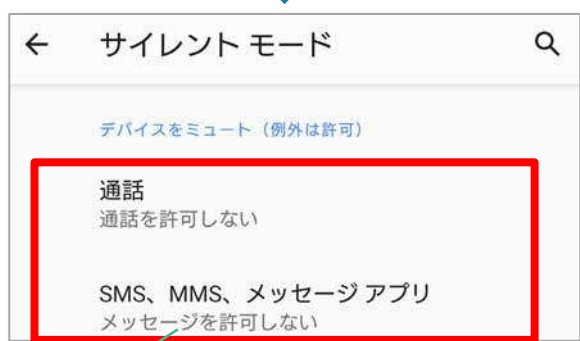 サイレント モード
デバイスをミュート（例外は許可）
通話
通話を許可しない
SMS、MMS、メッセージ アプリ
メッセージを許可しない